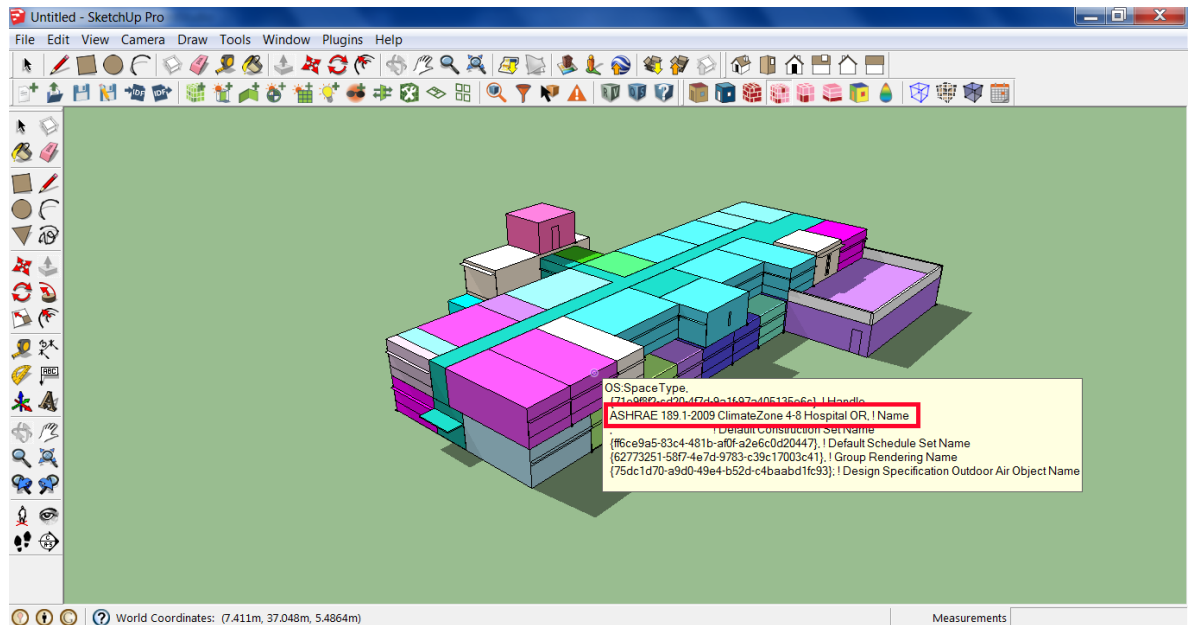 Untitled - SketchUp Pro
File Edit View Camera Draw Tools Window Plugins Help
ABC
OS:SpaceType,
ASHRAE 189.1-2009 ClimateZone 4-8 Hospital OR, ! Name
, ! Default Construction Set Name
{ff6ce9a5-83c4-481b-af0f-a2e6c0d20447}, ! Default Schedule Set Name
{62773251-58f7-4e7d-9783-c39c17003c41}, ! Group Rendering Name
{75dc1d70-a9d0-49e4-b52d-c4baabd1fc93}; ! Design Specification Outdoor Air Object Name
World Coordinates: (7.411m, 37.048m, 5.4864m)
Measurements